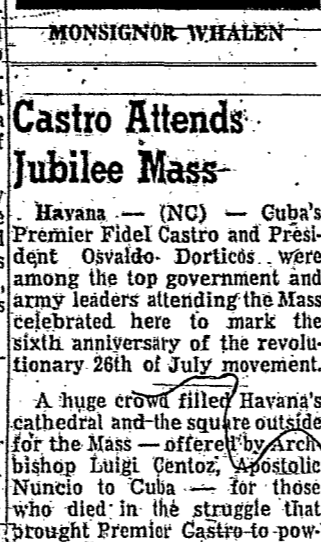 MONSIGNOR WHALEN
Castro Attends
Jubilee Mass
Havana — (NC) — Cuba's
Premier Fidel Castro and Presi-
dent Osvaldo Dorticos were
among the top government and
army leaders attending the Mass
celebrated here to mark the
sixth anniversary of the revolu-
tionary 26th of July movement.
A huge crowd filled Havana's
cathedral and the square outside
for the Mass — offered by Arch-
bishop Luigi Centoz, Apostolic
Nuncio to Cuba — for those
who died in the struggle that
brought Premier Castro to pow-